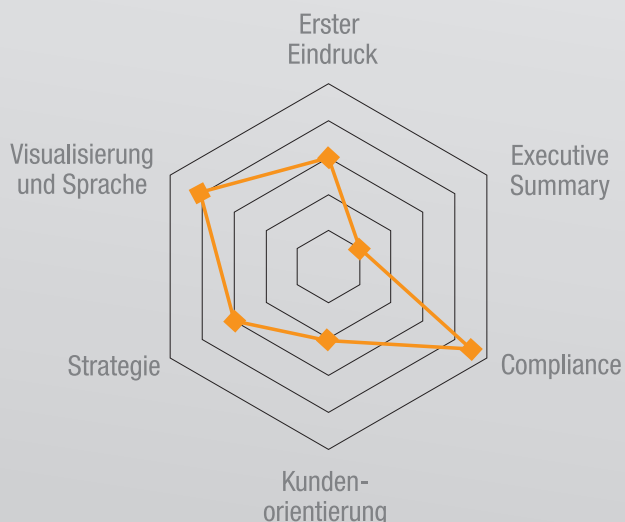 Erster
Eindruck
Visualisierung
und Sprache
Executive
Summary
Strategie
Compliance
Kunden-
orientierung